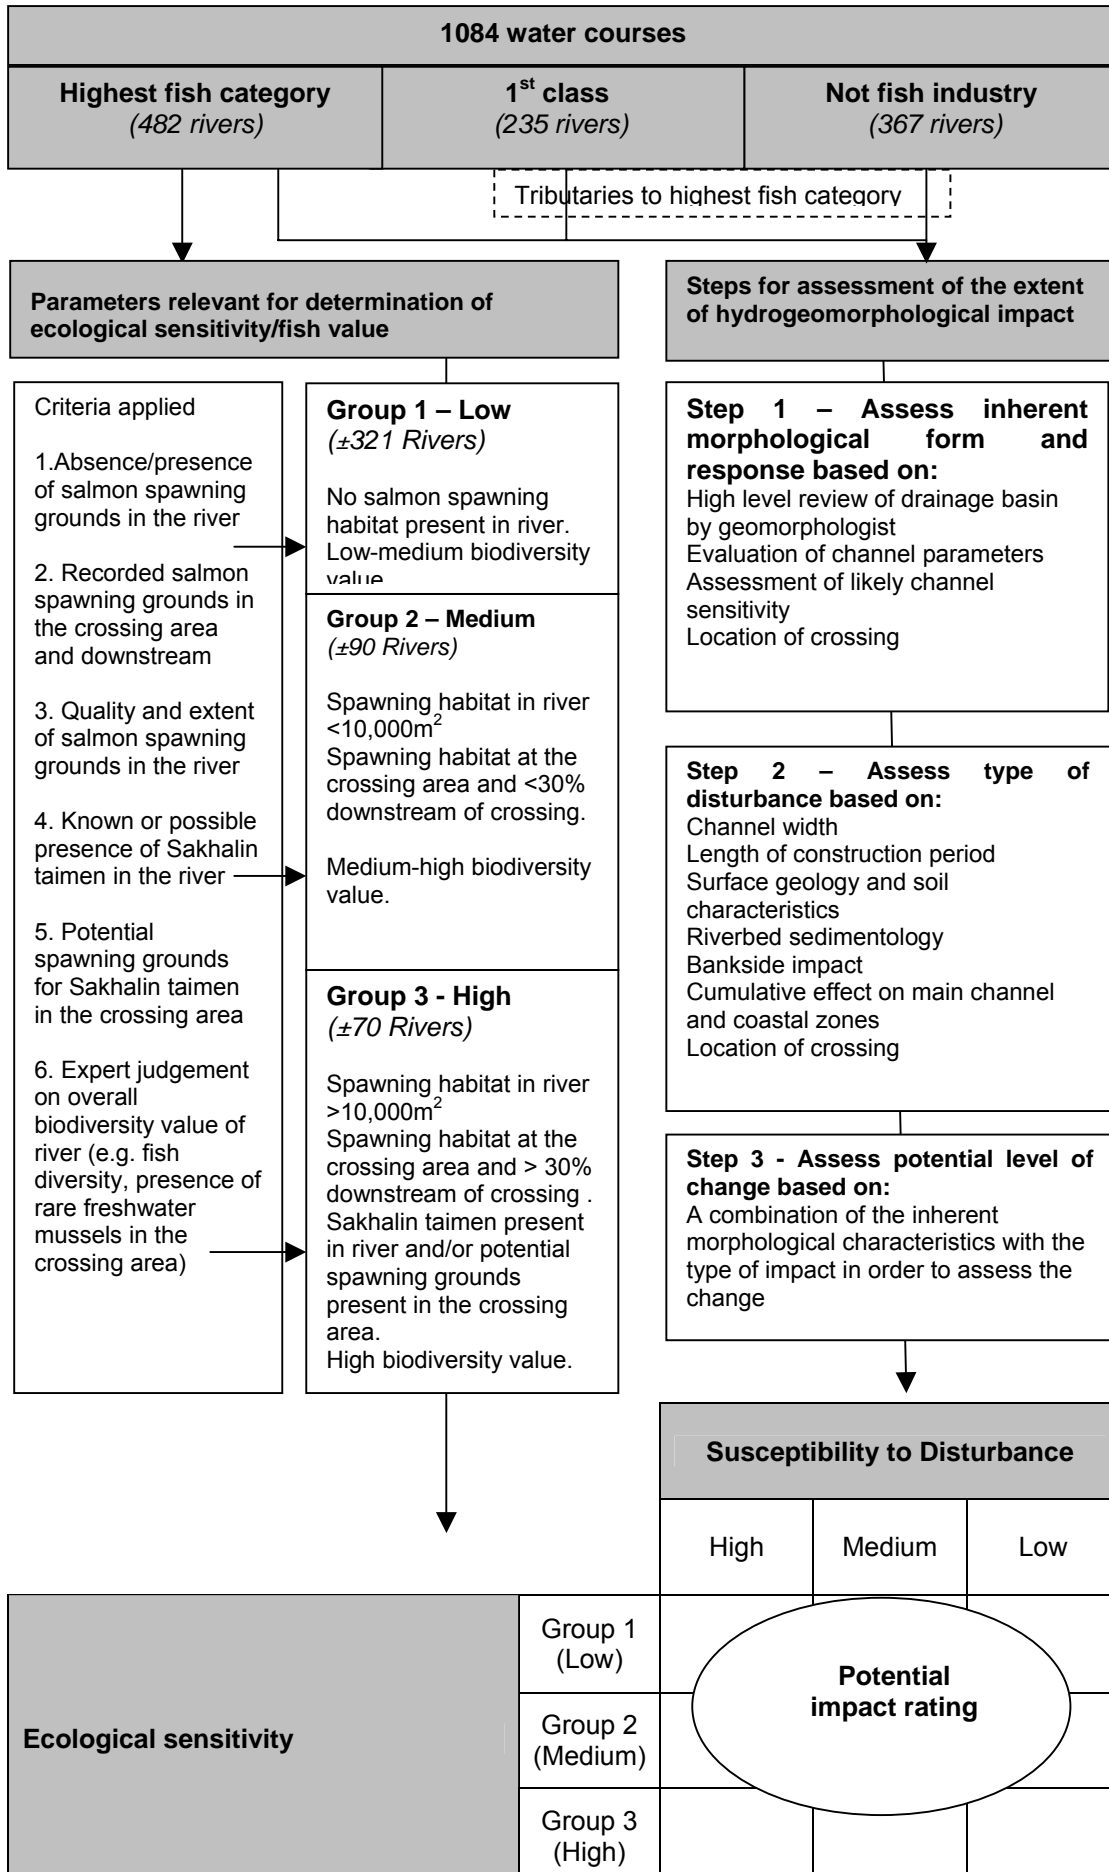 1084 water courses
Highest fish category
(482 rivers)
1st class
(235 rivers)
Not fish industry
(367 rivers)
Tributaries to highest fish category
Parameters relevant for determination of
ecological sensitivity/fish value
Steps for assessment of the extent
of hydrogeomorphological impact
Criteria applied
1.Absence/presence
of salmon spawning
grounds in the river
2. Recorded salmon
spawning grounds in
the crossing area
and downstream
3. Quality and extent
of salmon spawning
grounds in the river
4. Known or possible
presence of Sakhalin
taimen in the river
5. Potential
spawning grounds
for Sakhalin taimen
in the crossing area
6. Expert judgement
on overall
biodiversity value of
river (e.g. fish
diversity, presence of
rare freshwater
mussels in the
crossing area)
Group 1 – Low
(±321 Rivers)
No salmon spawning
habitat present in river.
Low-medium biodiversity
value
Group 2 – Medium
(±90 Rivers)
Spawning habitat in river
<10,000m2
Spawning habitat at the
crossing area and <30%
downstream of crossing.
Medium-high biodiversity
value.
Group 3 - High
(±70 Rivers)
Spawning habitat in river
>10,000m2
Spawning habitat at the
crossing area and > 30%
downstream of crossing .
Sakhalin taimen present
in river and/or potential
spawning grounds
present in the crossing
area.
High biodiversity value.
Step 1 – Assess inherent
morphological form and
response based on:
High level review of drainage basin
by geomorphologist
Evaluation of channel parameters
Assessment of likely channel
sensitivity
Location of crossing
Step 2 – Assess type of
disturbance based on:
Channel width
Length of construction period
Surface geology and soil
characteristics
Riverbed sedimentology
Bankside impact
Cumulative effect on main channel
and coastal zones
Location of crossing
Step 3 - Assess potential level of
change based on:
A combination of the inherent
morphological characteristics with the
type of impact in order to assess the
change
Susceptibility to Disturbance
High
Medium
Low
Ecological sensitivity
Group 1
(Low)
Group 2
(Medium)
Group 3
(High)
Potential
impact rating